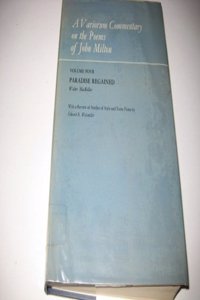 A Variorum Commentary
on the Poems
of John Milton
VOLUME FOUR
PARADISE REGAINED
Walter MacKellar
With a Review of Studies of Style and Verse Form by
Edward R. Weismiller